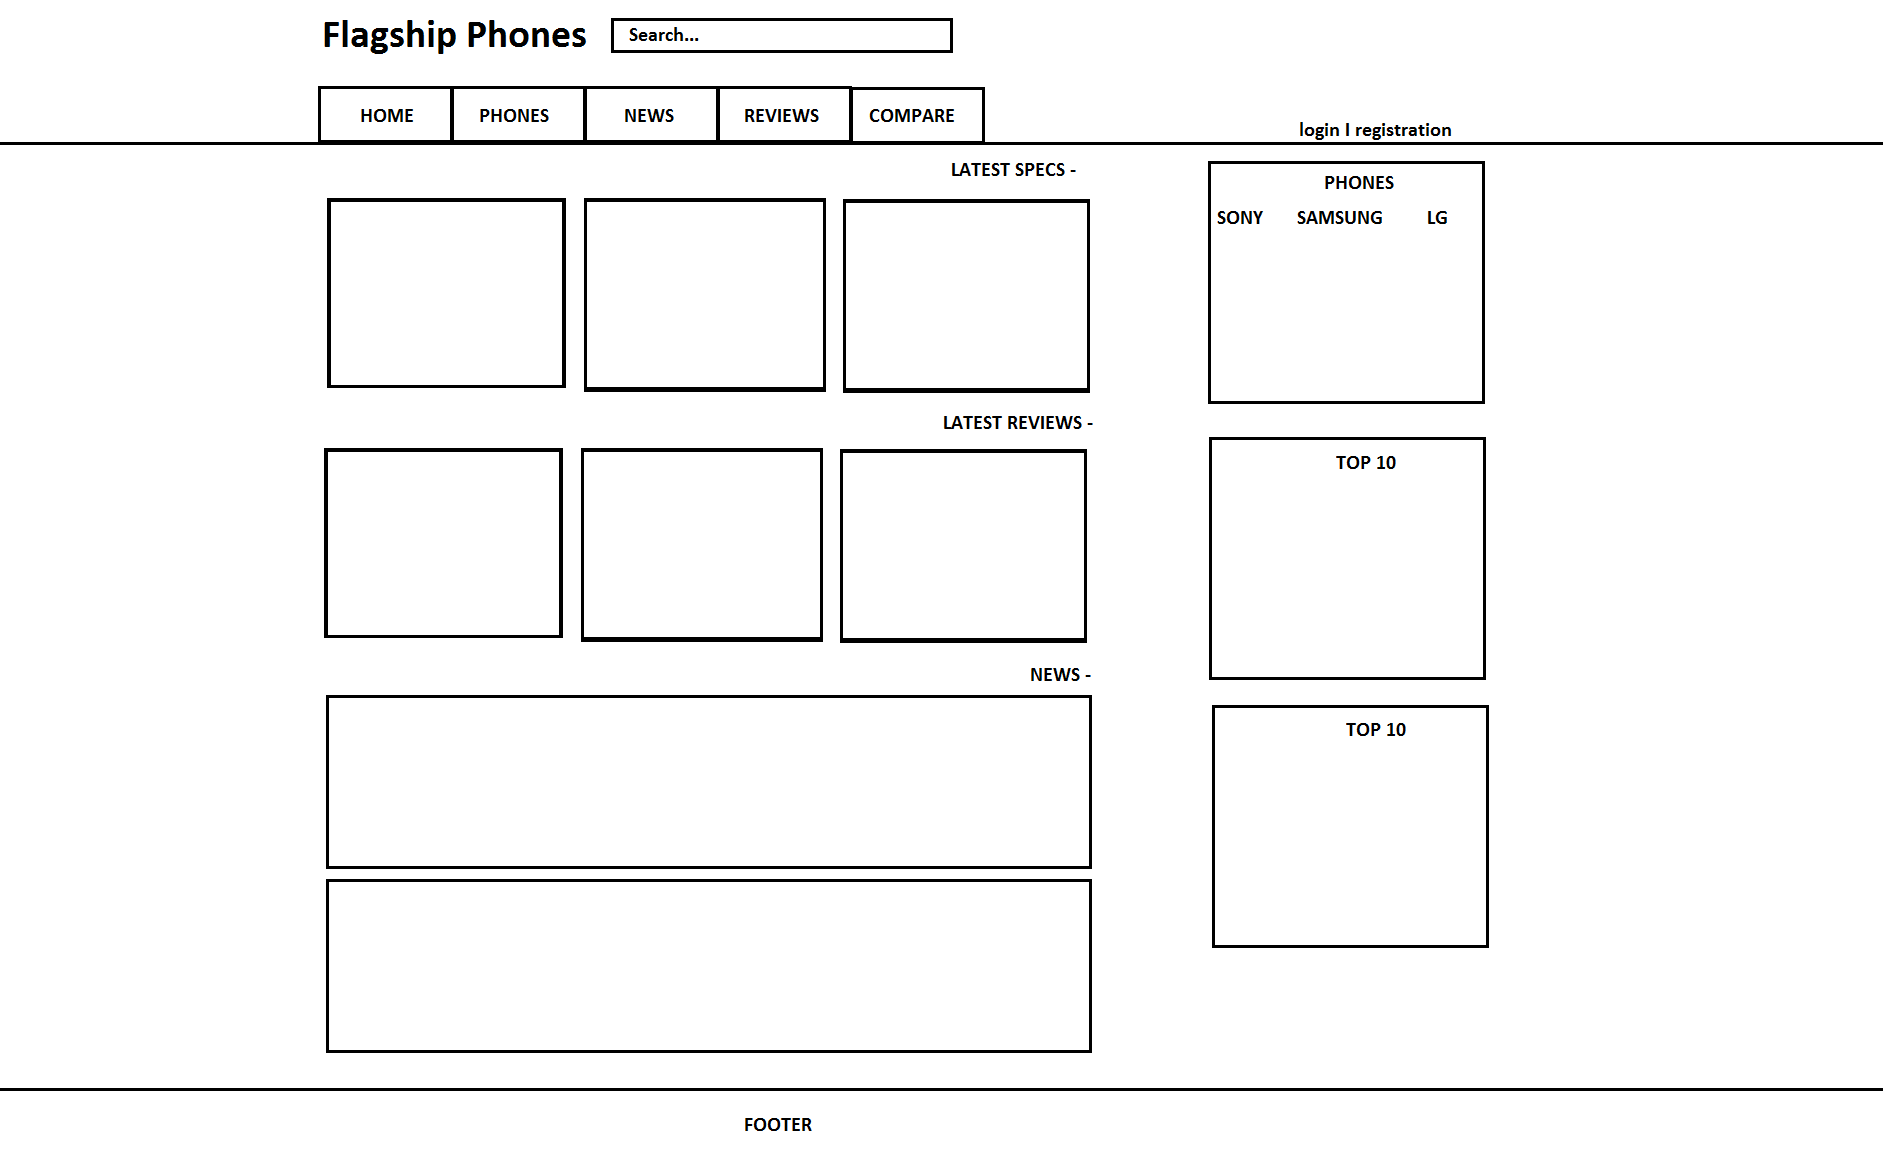 Flagship Phones
Search...
HOME PHONES NEWS REVIEWS COMPARE
login I registration
LATEST SPECS -
LATEST REVIEWS -
NEWS -
PHONES
SONY SAMSUNG LG
TOP 10
TOP 10
FOOTER